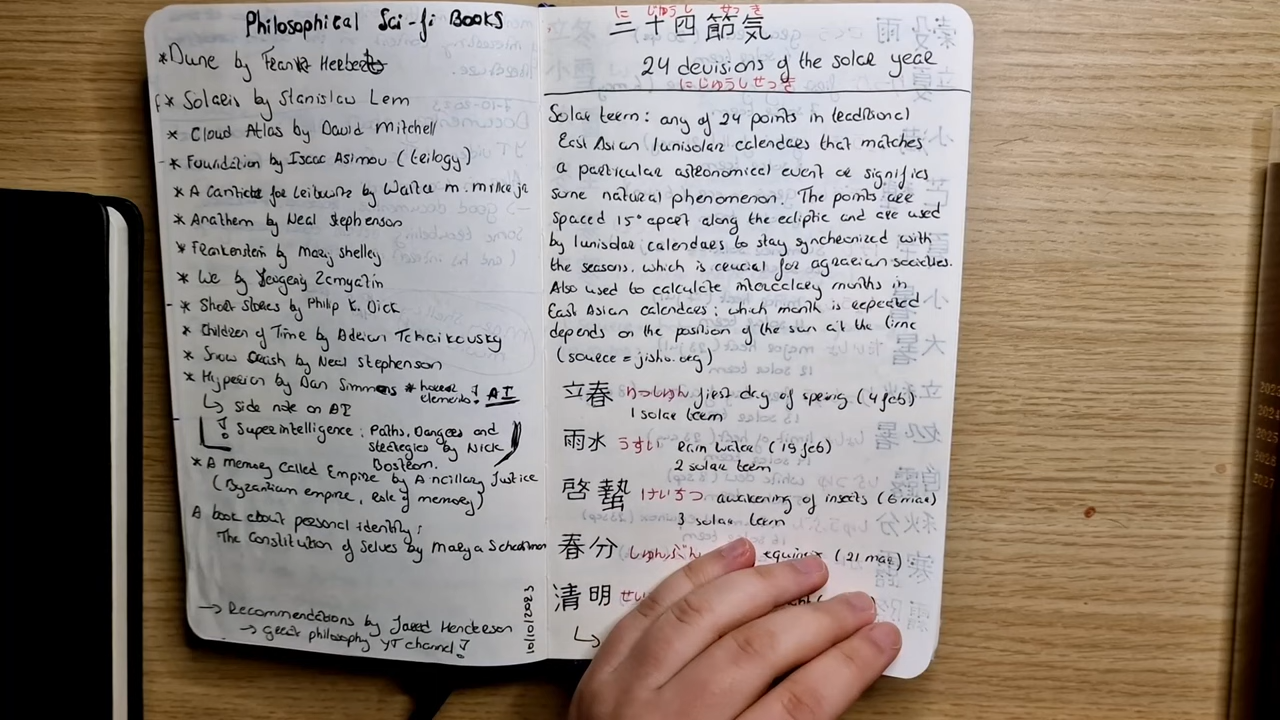 Philosophical Sci-fi Books
* Dune by Frank Herbert
* Solaris by Stanislaw Lem
* Cloud Atlas by David Mitchell
* Foundation by Isaac Asimov (trilogy)
* A Canticle for Leibowitz by Walter M. Miller jr
* Anathem by Neal Stephenson
* Frankenstein by Mary Shelley
* We by Yevgeny Zamyatin
* Short stories by Philip K. Dick
* Children of Time by Adrian Tchaikovsky
* Snow Crash by Neal Stephenson
* Hyperion by Dan Simmons * horror elements! AI
↳ side note on AI
! Superintelligence: Paths, Dangers and
strategies by Nick
Bostrom.
* A memory Called Empire by Ancillary Justice
(Byzantium empire, role of memory)
A book about personal identity:
The Constitution of Selves by Marya Schechtman
→ Recommendations by Jared Henderson
→ great philosophy YT channel!
に じゅうし せっき
二十四節気
24 devisions of the solar year
にじゅうしせつき
Solar term: any of 24 points in traditional
East Asian lunisolar calendars that matches
a particular astronomical event or signifies
some natural phenomenon. The points are
spaced 15° apart along the ecliptic and are used
by lunisolar calendars to stay synchronized with
the seasons, which is crucial for agrarian societies.
Also used to calculate intercalary months in
East Asian calendars; which month is repeated
depends on the position of the sun at the time
(source = jisho.org)
立春 りっしゅん first day of spring (4 feb)
1 solar term
雨水 うすい rain water (19 feb)
2 solar term
啓蟄 けいちつ awakening of insects (6 mar)
3 solar term
春分 しゅんぶん equinox (21 mar)
清明 せい
↳